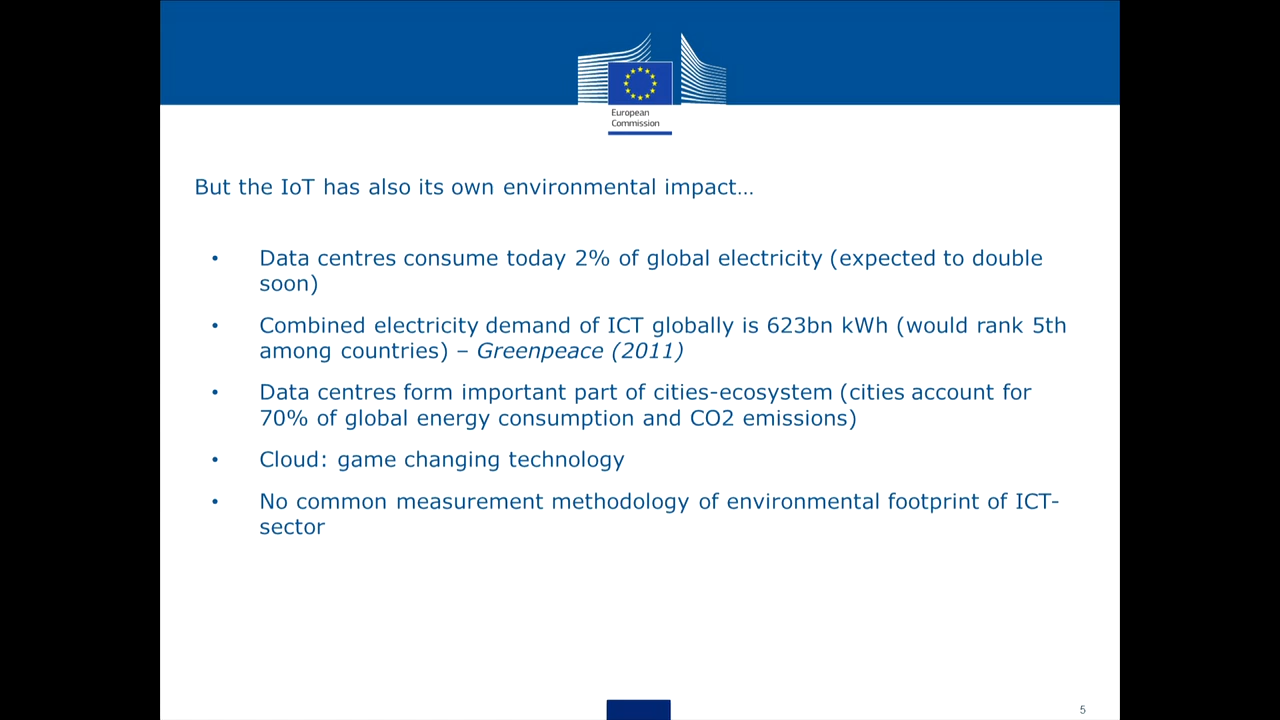 European
Commission
But the IoT has also its own environmental impact…
• Data centres consume today 2% of global electricity (expected to double
soon)
• Combined electricity demand of ICT globally is 623bn kWh (would rank 5th
among countries) – Greenpeace (2011)
• Data centres form important part of cities-ecosystem (cities account for
70% of global energy consumption and CO2 emissions)
• Cloud: game changing technology
• No common measurement methodology of environmental footprint of ICT-
sector
5